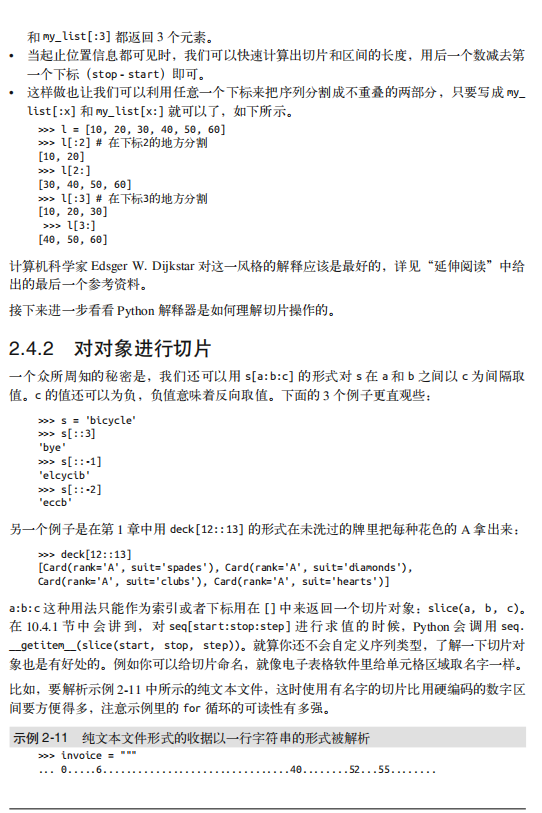 和 my_list[:3] 都返回 3 个元素。
• 当起止位置信息都可见时，我们可以快速计算出切片和区间的长度，用后一个数减去第
一个下标（stop - start）即可。
• 这样做也让我们可以利用任意一个下标来把序列分割成不重叠的两部分，只要写成 my_
list[:x] 和 my_list[x:] 就可以了，如下所示。
>>> l = [10, 20, 30, 40, 50, 60]
>>> l[:2] # 在下标2的地方分割
[10, 20]
>>> l[2:]
[30, 40, 50, 60]
>>> l[:3] # 在下标3的地方分割
[10, 20, 30]
>>> l[3:]
[40, 50, 60]
计算机科学家 Edsger W. Dijkstar 对这一风格的解释应该是最好的，详见“延伸阅读”中给
出的最后一个参考资料。
接下来进一步看看 Python 解释器是如何理解切片操作的。
2.4.2 对对象进行切片
一个众所周知的秘密是，我们还可以用 s[a:b:c] 的形式对 s 在 a 和 b 之间以 c 为间隔取
值。c 的值还可以为负，负值意味着反向取值。下面的 3 个例子更直观些：
>>> s = 'bicycle'
>>> s[::3]
'bye'
>>> s[::-1]
'elcycib'
>>> s[::-2]
'eccb'
另一个例子是在第 1 章中用 deck[12::13] 的形式在未洗过的牌里把每种花色的 A 拿出来：
>>> deck[12::13]
[Card(rank='A', suit='spades'), Card(rank='A', suit='diamonds'),
Card(rank='A', suit='clubs'), Card(rank='A', suit='hearts')]
a:b:c 这种用法只能作为索引或者下标用在 [] 中来返回一个切片对象：slice(a, b, c)。
在 10.4.1 节中会讲到，对 seq[start:stop:step] 进行求值的时候，Python 会调用 seq.
__getitem__(slice(start, stop, step))。就算你还不会自定义序列类型，了解一下切片对
象也是有好处的。例如你可以给切片命名，就像电子表格软件里给单元格区域取名字一样。
比如，要解析示例 2-11 中所示的纯文本文件，这时使用有名字的切片比用硬编码的数字区
间要方便得多，注意示例里的 for 循环的可读性有多强。
示例 2-11 纯文本文件形式的收据以一行字符串的形式被解析
>>> invoice = """
... 0.....6.................................40........52...55........